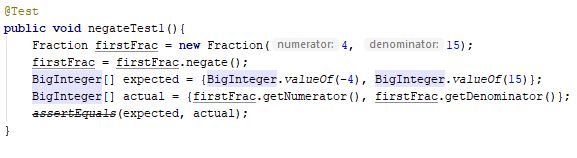 @Test
public void negateTest1(){
Fraction firstFrac = new Fraction( numerator: 4, denominator: 15);
firstFrac = firstFrac.negate();
BigInteger[] expected = {BigInteger.valueOf(-4), BigInteger.valueOf(15)};
BigInteger[] actual = {firstFrac.getNumerator(), firstFrac.getDenominator()};
assertEquals(expected, actual);
}